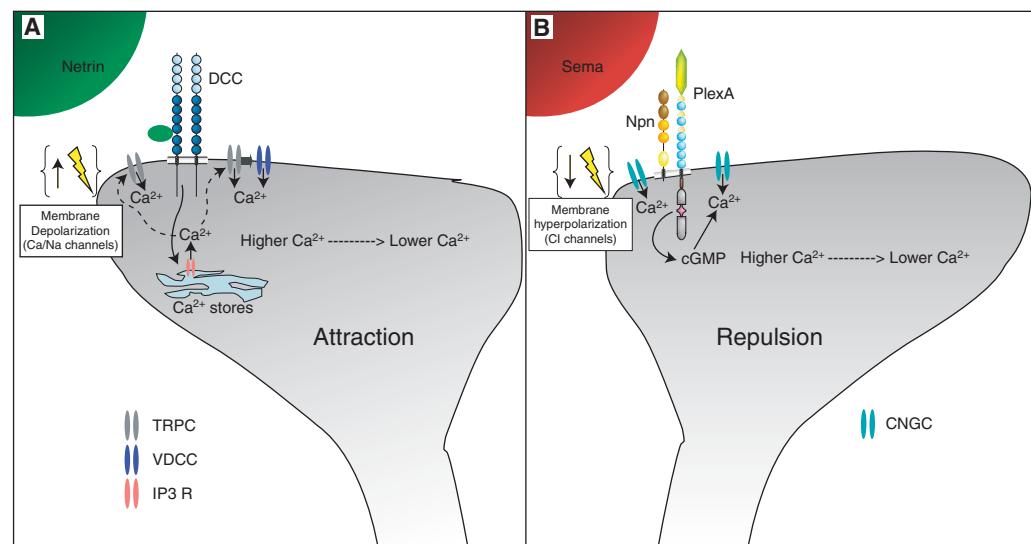 A
Netrin
DCC
Ca²⁺
Ca²⁺
Membrane
Depolarization
(Ca/Na channels)
Ca²⁺
Higher Ca²⁺ ---------> Lower Ca²⁺
Ca²⁺ stores
Attraction
TRPC
VDCC
IP3 R
B
Sema
PlexA
Npn
Ca²⁺
Ca²⁺
Membrane
hyperpolarization
(Cl channels)
cGMP
Higher Ca²⁺ ---------> Lower Ca²⁺
Repulsion
CNGC